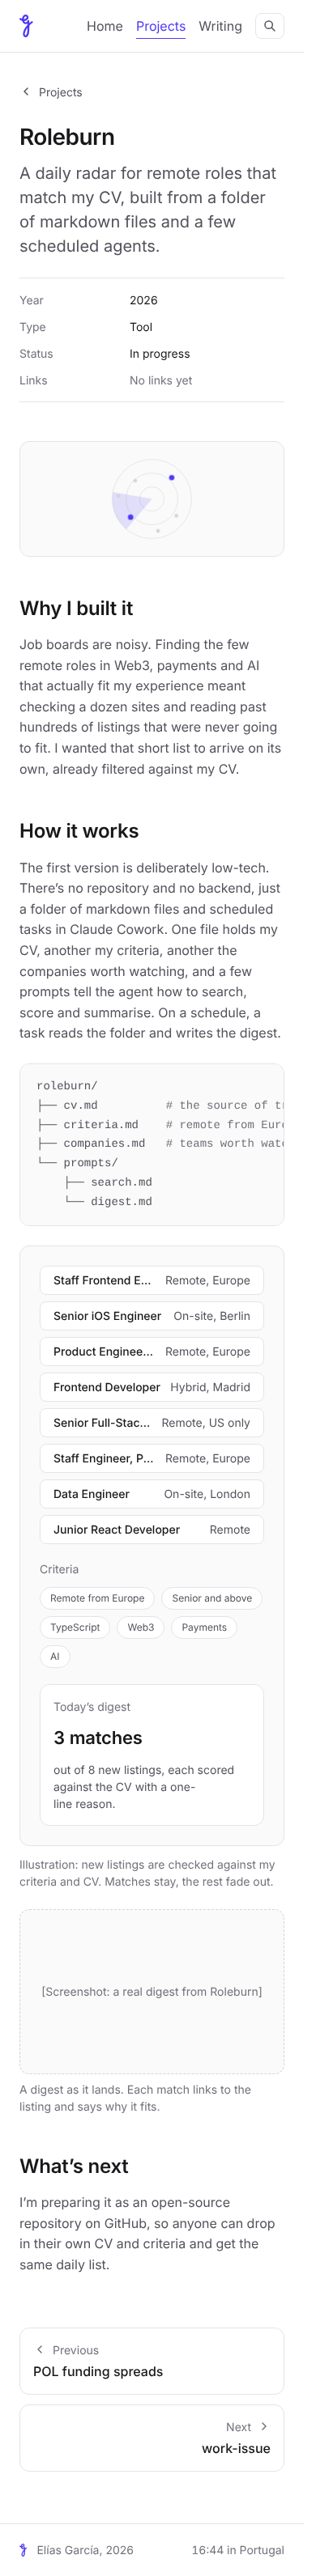 Home Projects Writing
Projects
Roleburn
A daily radar for remote roles that
match my CV, built from a folder
of markdown files and a few
scheduled agents.
Year 2026
Type Tool
Status In progress
Links No links yet
Why I built it
Job boards are noisy. Finding the few
remote roles in Web3, payments and AI
that actually fit my experience meant
checking a dozen sites and reading past
hundreds of listings that were never going
to fit. I wanted that short list to arrive on its
own, already filtered against my CV.
How it works
The first version is deliberately low-tech.
There’s no repository and no backend, just
a folder of markdown files and scheduled
tasks in Claude Cowork. One file holds my
CV, another my criteria, another the
companies worth watching, and a few
prompts tell the agent how to search,
score and summarise. On a schedule, a
task reads the folder and writes the digest.
roleburn/
├── cv.md # the source of t
├── criteria.md # remote from Eur
├── companies.md # teams worth wat
└── prompts/
├── search.md
└── digest.md
Staff Frontend E… Remote, Europe
Senior iOS Engineer On-site, Berlin
Product Enginee… Remote, Europe
Frontend Developer Hybrid, Madrid
Senior Full-Stac… Remote, US only
Staff Engineer, P… Remote, Europe
Data Engineer On-site, London
Junior React Developer Remote
Criteria
Remote from Europe Senior and above
TypeScript Web3 Payments
AI
Today’s digest
3 matches
out of 8 new listings, each scored
against the CV with a one-
line reason.
Illustration: new listings are checked against my
criteria and CV. Matches stay, the rest fade out.
[Screenshot: a real digest from Roleburn]
A digest as it lands. Each match links to the
listing and says why it fits.
What’s next
I’m preparing it as an open-source
repository on GitHub, so anyone can drop
in their own CV and criteria and get the
same daily list.
Previous
POL funding spreads
Next
work-issue
Elías García, 2026 16:44 in Portugal